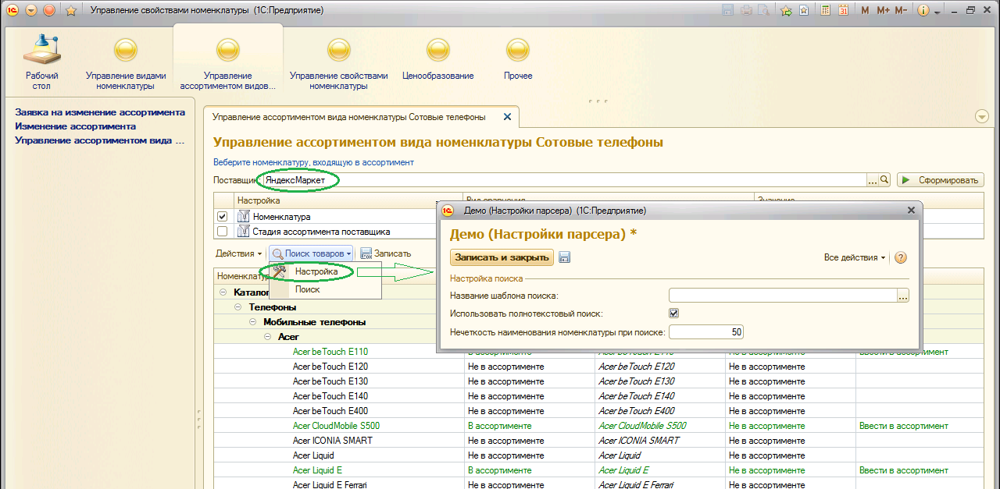 Управление свойствами номенклатуры (1С:Предприятие)
M M+ M-
Рабочий стол
Управление видами номенклатуры
Управление ассортиментом видов...
Управление свойствами номенклатуры
Ценообразование
Прочее
Заявка на изменение ассортимента
Изменение ассортимента
Управление ассортиментом вида ...
Управление ассортиментом вида номенклатуры Сотовые телефоны
Управление ассортиментом вида номенклатуры Сотовые телефоны
Веберите номенклатуру, входящую в ассортимент
ЯндексМаркет
Сформировать
Настройка
Номенклатура
Стадия ассортимента поставщика
Действия
Поиск товаров
Записать
Настройка
Поиск
Демо (Настройки парсера) (1С:Предприятие)
Демо (Настройки парсера) *
Записать и закрыть
Все действия
Настройка поиска
Название шаблона поиска:
Использовать полнотекстовый поиск:
Нечеткость наименования номенклатуры при поиске: 50
Телефоны
Мобильные телефоны
Acer
Acer beTouch E110
Acer beTouch E120 Не в ассортименте Acer beTouch E120 Не в ассортименте
Acer beTouch E130 Не в ассортименте Acer beTouch E130 Не в ассортименте
Acer beTouch E140 Не в ассортименте Acer beTouch E140 Не в ассортименте
Acer beTouch E400 Не в ассортименте Acer beTouch E400 Не в ассортименте
Acer CloudMobile S500 В ассортименте Acer CloudMobile S500 Не в ассортименте Ввести в ассортимент
Acer ICONIA SMART Не в ассортименте Acer ICONIA SMART Не в ассортименте
Acer Liquid Не в ассортименте Acer Liquid Не в ассортименте
Acer Liquid E В ассортименте Acer Liquid E Не в ассортименте Ввести в ассортимент
Acer Liquid E Ferrari Не в ассортименте Acer Liquid E Ferrari Не в ассортименте